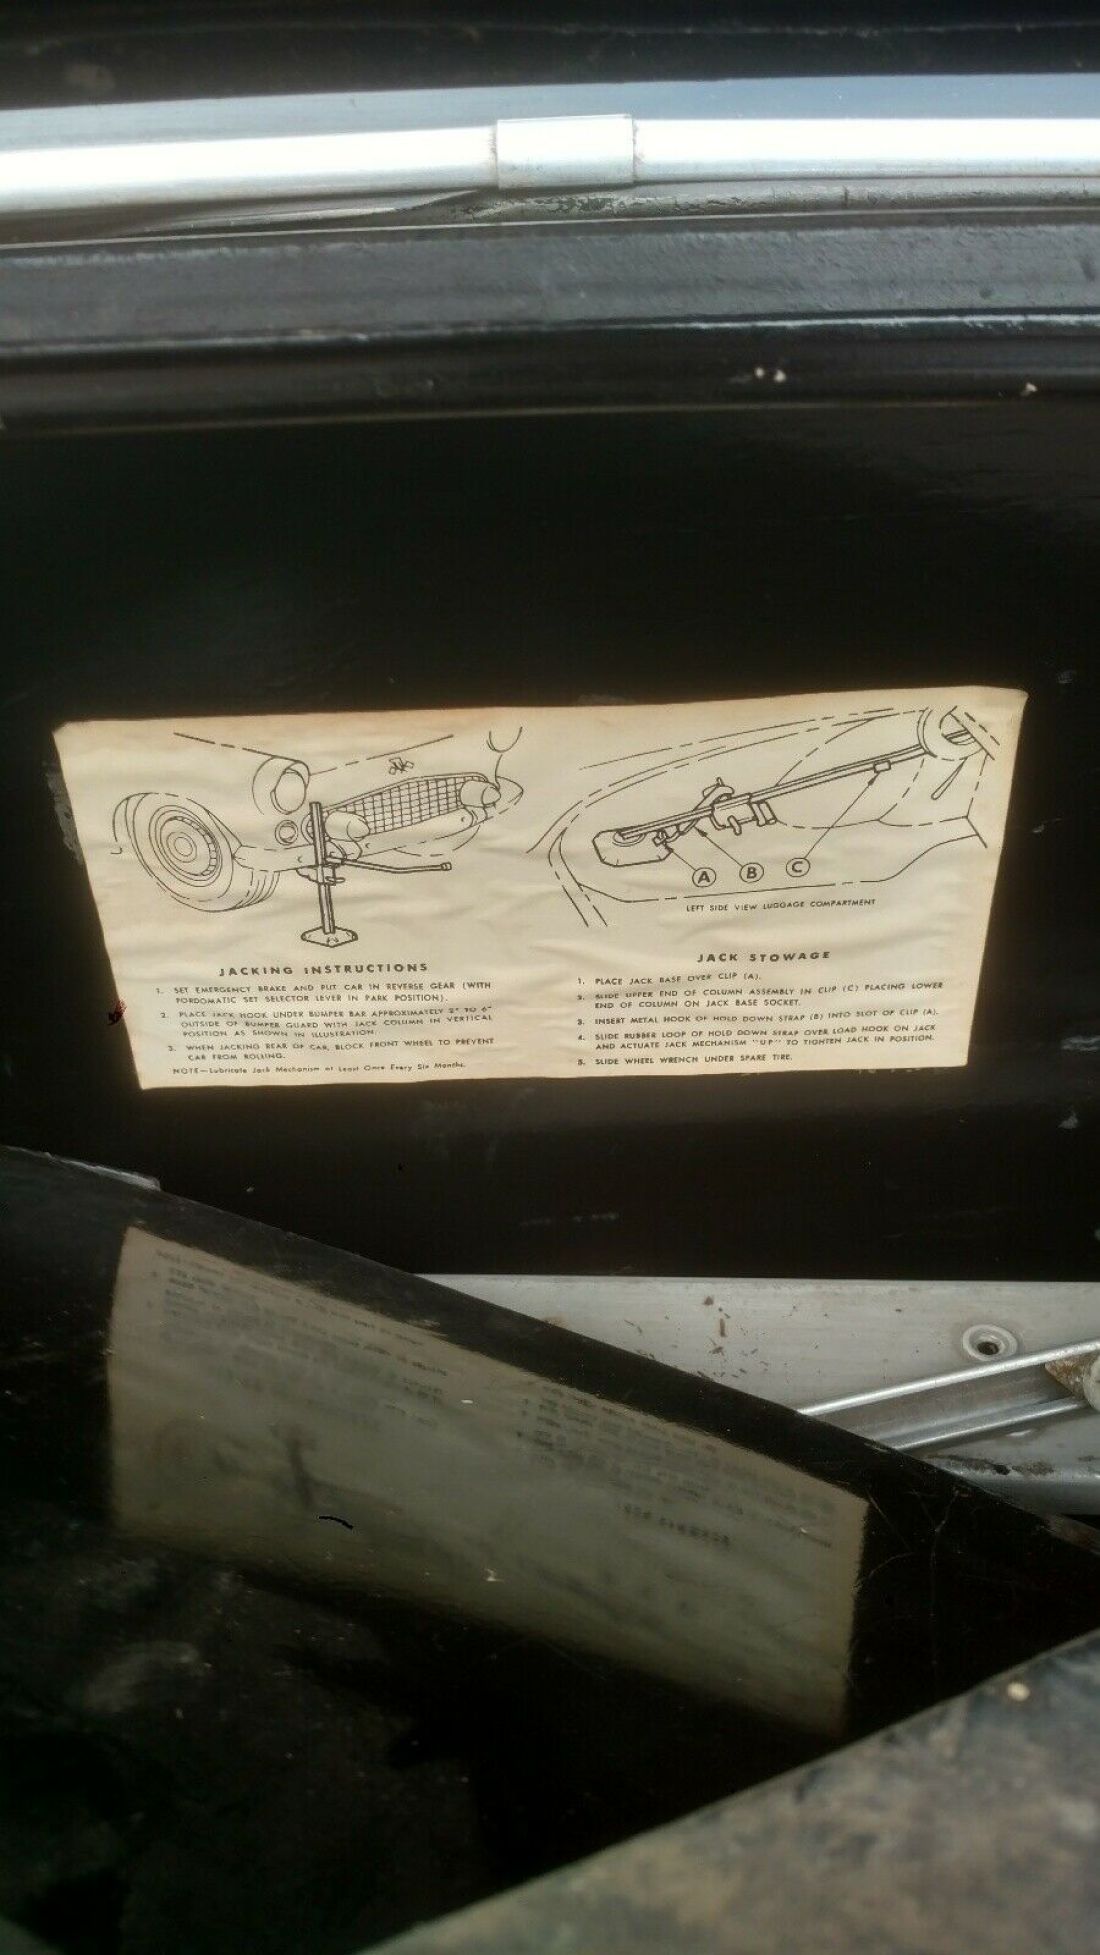 A
B
C
LEFT SIDE VIEW LUGGAGE COMPARTMENT
JACKING INSTRUCTIONS
1. SET EMERGENCY BRAKE AND PUT CAR IN REVERSE GEAR (WITH
FORDOMATIC SET SELECTOR LEVER IN PARK POSITION).
2. PLACE JACK HOOK UNDER BUMPER BAR APPROXIMATELY 2" TO 6"
OUTSIDE OF BUMPER GUARD WITH JACK COLUMN IN VERTICAL
POSITION AS SHOWN IN ILLUSTRATION.
3. WHEN JACKING REAR OF CAR, BLOCK FRONT WHEEL TO PREVENT
CAR FROM ROLLING.
NOTE—Lubricate Jack Mechanism at Least Once Every Six Months.
JACK STOWAGE
1. PLACE JACK BASE OVER CLIP (A).
2. SLIDE UPPER END OF COLUMN ASSEMBLY IN CLIP (C) PLACING LOWER
END OF COLUMN ON JACK BASE SOCKET.
3. INSERT METAL HOOK OF HOLD DOWN STRAP (B) INTO SLOT OF CLIP (A).
4. SLIDE RUBBER LOOP OF HOLD DOWN STRAP OVER LOAD HOOK ON JACK
AND ACTUATE JACK MECHANISM "UP" TO TIGHTEN JACK IN POSITION.
5. SLIDE WHEEL WRENCH UNDER SPARE TIRE.